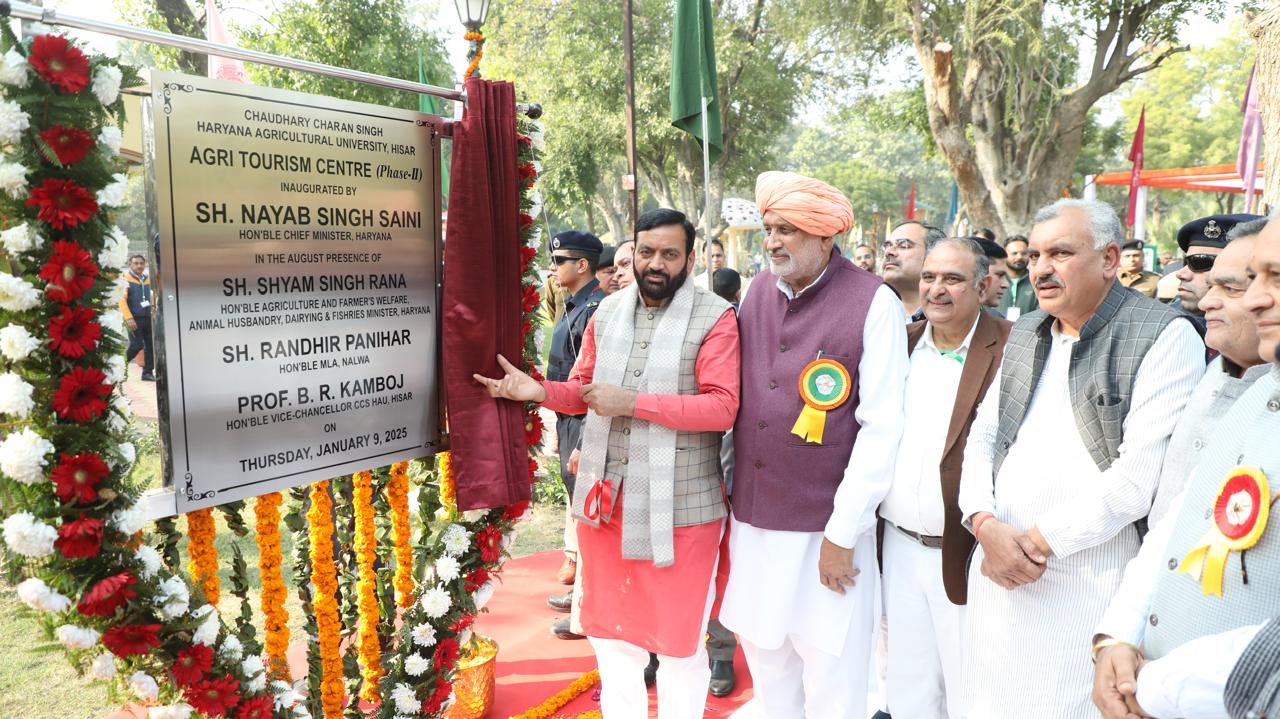 CHAUDHARY CHARAN SINGH
HARYANA AGRICULTURAL UNIVERSITY, HISAR
AGRI TOURISM CENTRE (Phase-II)
INAUGURATED BY
SH. NAYAB SINGH SAINI
HON'BLE CHIEF MINISTER, HARYANA
IN THE AUGUST PRESENCE OF
SH. SHYAM SINGH RANA
HON'BLE AGRICULTURE AND FARMER'S WELFARE,
ANIMAL HUSBANDRY, DAIRYING & FISHERIES MINISTER, HARYANA
SH. RANDHIR PANIHAR
HON'BLE MLA, NALWA
PROF. B. R. KAMBOJ
HON'BLE VICE-CHANCELLOR CCS HAU, HISAR
ON
THURSDAY, JANUARY 9, 2025